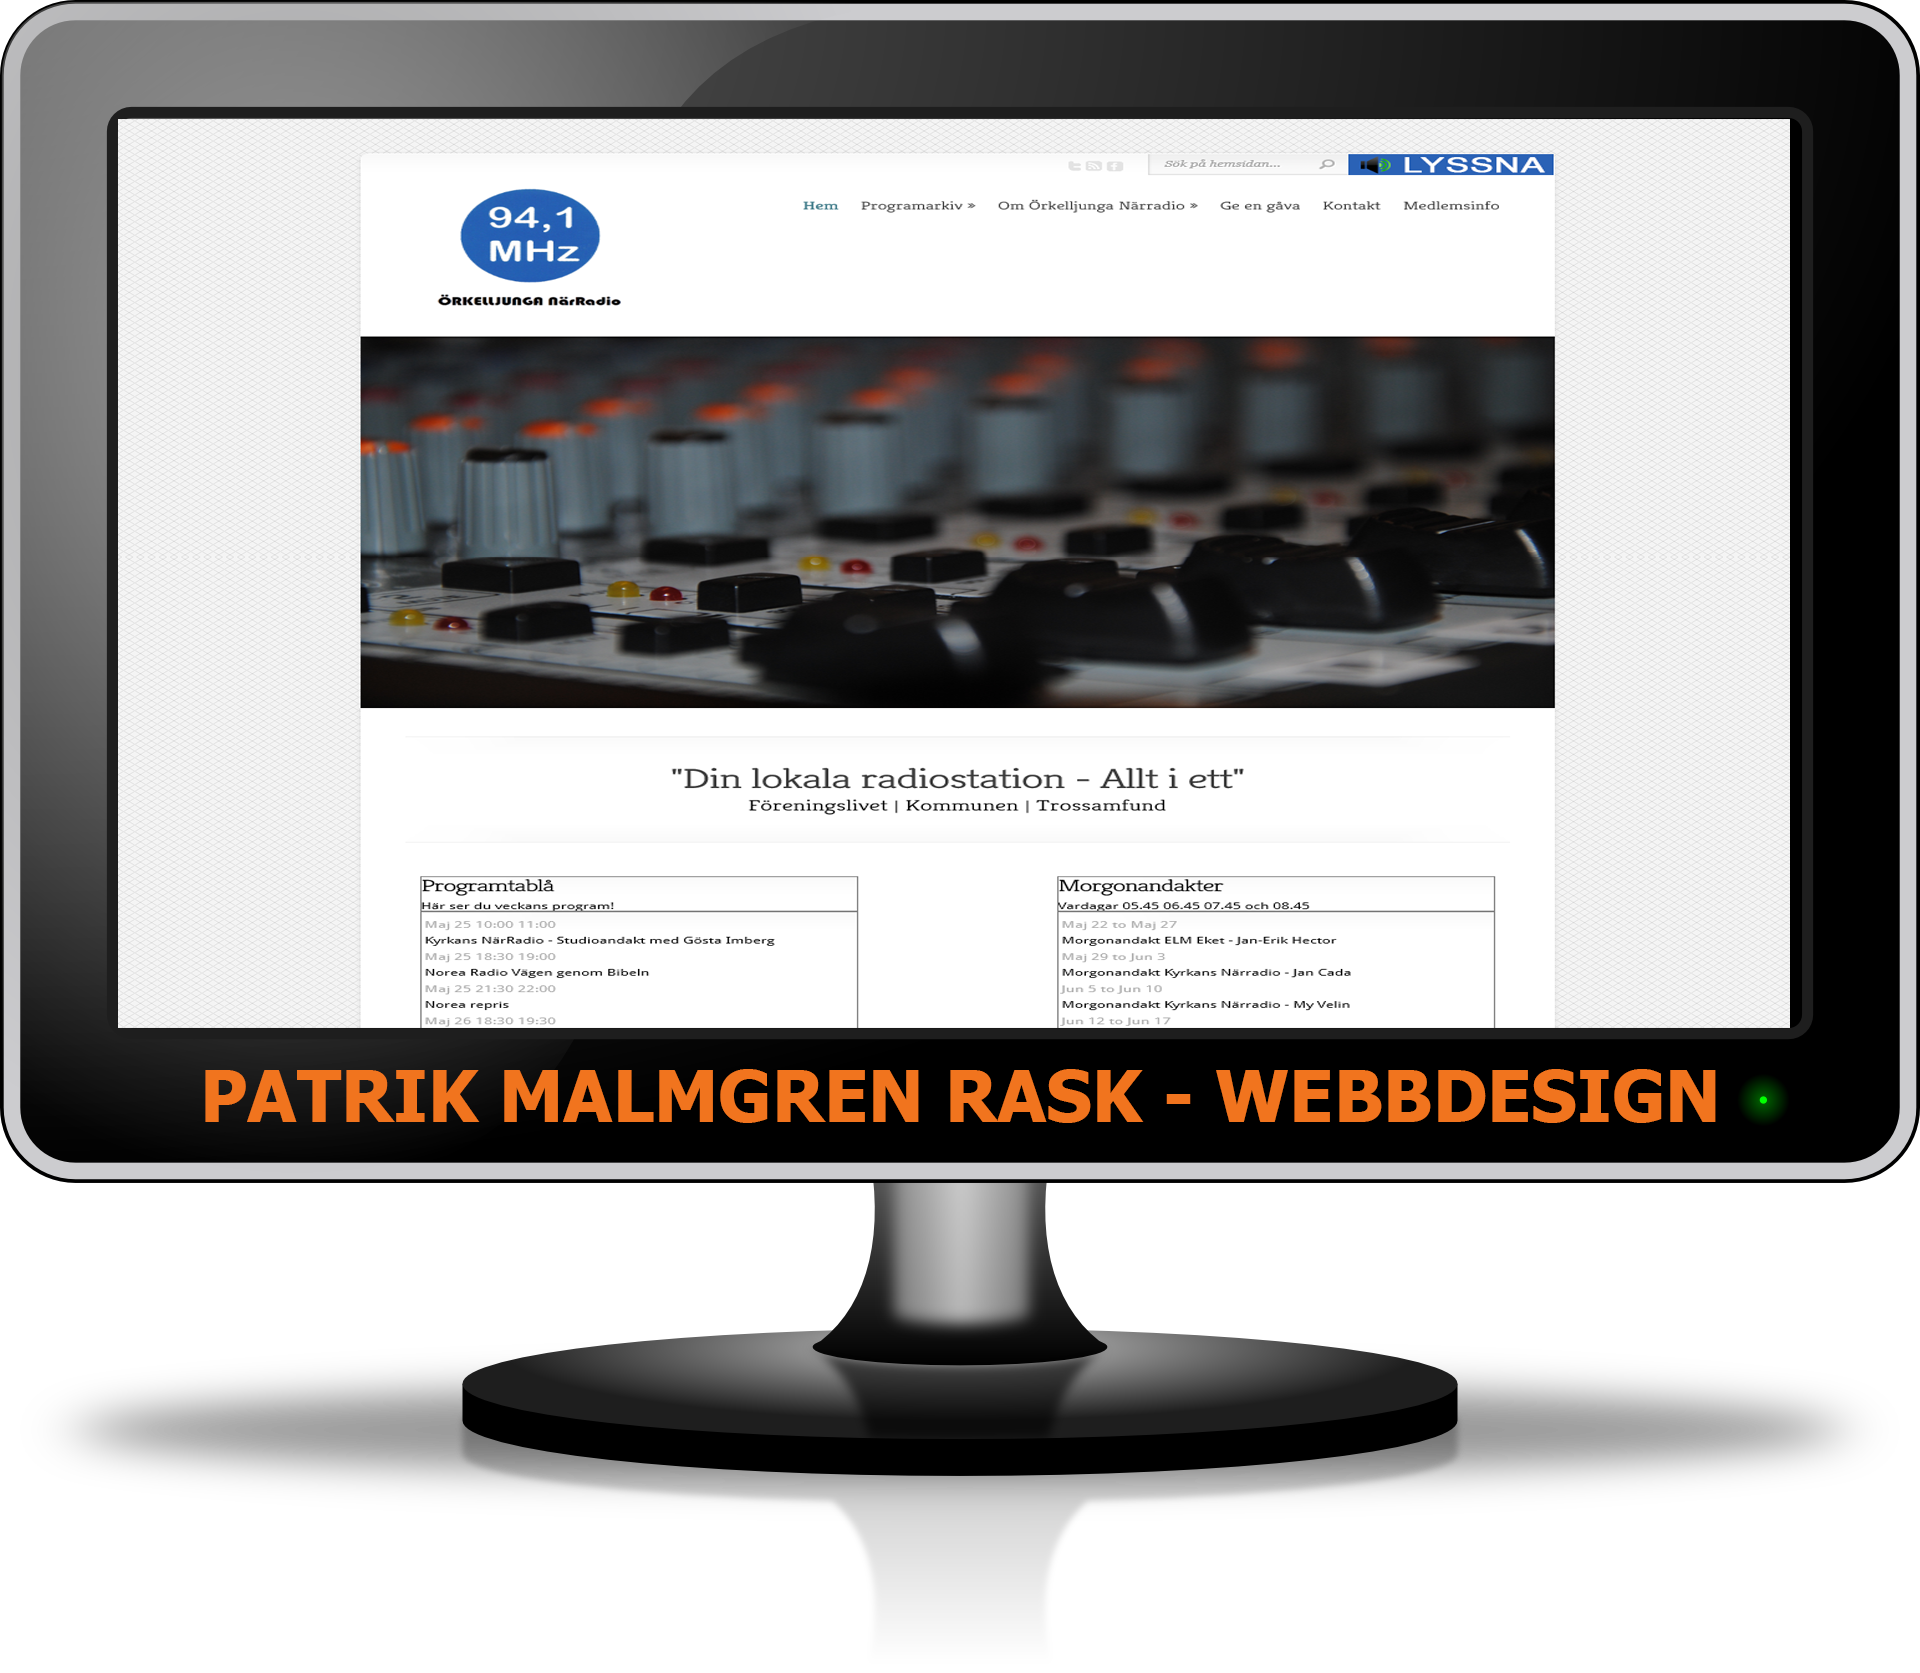 Sök på hemsidan...
LYSSNA
94,1
MHz
ÖRKELLJUNGA NärRadio
Hem Programarkiv » Om Örkelljunga Närradio » Ge en gåva Kontakt Medlemsinfo
"Din lokala radiostation - Allt i ett"
Föreningslivet | Kommunen | Trossamfund
Programtablå
Här ser du veckans program!
Maj 25 10:00 11:00
Kyrkans NärRadio - Studioandakt med Gösta Imberg
Maj 25 18:30 19:00
Norea Radio Vägen genom Bibeln
Maj 25 21:30 22:00
Norea repris
Maj 26 18:30 19:30
Morgonandakter
Vardagar 05.45 06.45 07.45 och 08.45
Maj 22 to Maj 27
Morgonandakt ELM Eket - Jan-Erik Hector
Maj 29 to Jun 3
Morgonandakt Kyrkans Närradio - Jan Cada
Jun 5 to Jun 10
Morgonandakt Kyrkans Närradio - My Velin
Jun 12 to Jun 17
PATRIK MALMGREN RASK - WEBBDESIGN